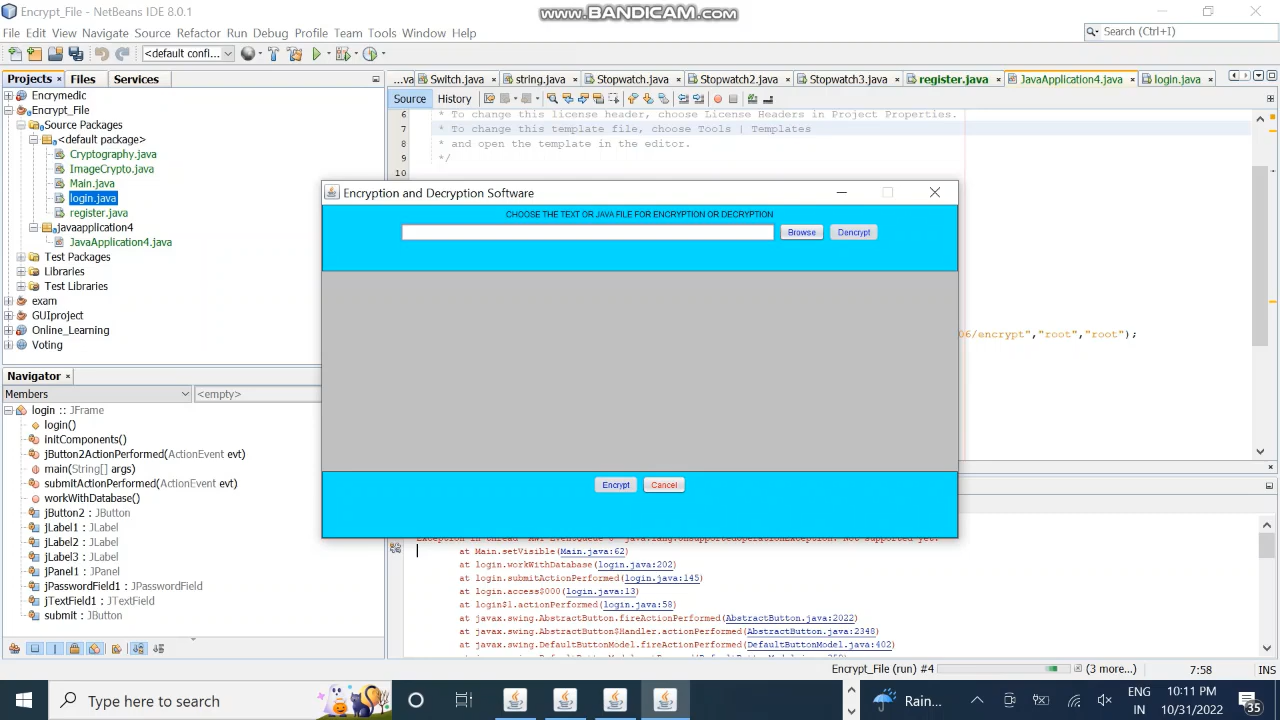 Encrypt_File - NetBeans IDE 8.0.1
www.BANDICAM.com
File Edit View Navigate Source Refactor Run Debug Profile Team Tools Window Help
Search (Ctrl+I)
<default confi...
Projects
Files
Services
...va
Switch.java
string.java
Stopwatch.java
Stopwatch2.java
Stopwatch3.java
register.java
JavaApplication4.java
login.java
Source
History
Encrymedic
Encrypt_File
Source Packages
<default package>
Cryptography.java
ImageCrypto.java
Main.java
login.java
register.java
javaapplication4
JavaApplication4.java
Test Packages
Libraries
Test Libraries
exam
GUIproject
Online_Learning
Voting
6 * To change this license header, choose License Headers in Project Properties.
7 * To change this template file, choose Tools | Templates
8 * and open the template in the editor.
9 */
10
Encryption and Decryption Software
CHOOSE THE TEXT OR JAVA FILE FOR ENCRYPTION OR DECRYPTION
Browse
Dencrypt
Encrypt
Cancel
06/encrypt","root","root");
Navigator
Members
<empty>
login :: JFrame
login()
initComponents()
jButton2ActionPerformed(ActionEvent evt)
main(String[] args)
submitActionPerformed(ActionEvent evt)
workWithDatabase()
jButton2 : JButton
jLabel1 : JLabel
jLabel2 : JLabel
jLabel3 : JLabel
jPanel1 : JPanel
jPasswordField1 : JPasswordField
jTextField1 : JTextField
submit : JButton
Exception in thread "AWT-EventQueue-0" java.lang.UnsupportedOperationException: Not supported yet.
at Main.setVisible(Main.java:62)
at login.workWithDatabase(login.java:202)
at login.submitActionPerformed(login.java:145)
at login.access$000(login.java:13)
at login$1.actionPerformed(login.java:58)
at javax.swing.AbstractButton.fireActionPerformed(AbstractButton.java:2022)
at javax.swing.AbstractButton$Handler.actionPerformed(AbstractButton.java:2348)
at javax.swing.DefaultButtonModel.fireActionPerformed(DefaultButtonModel.java:402)
Encrypt_File (run) #4
(3 more...)
7:58
INS
Type here to search
Rain...
ENG
IN
10:11 PM
10/31/2022
35